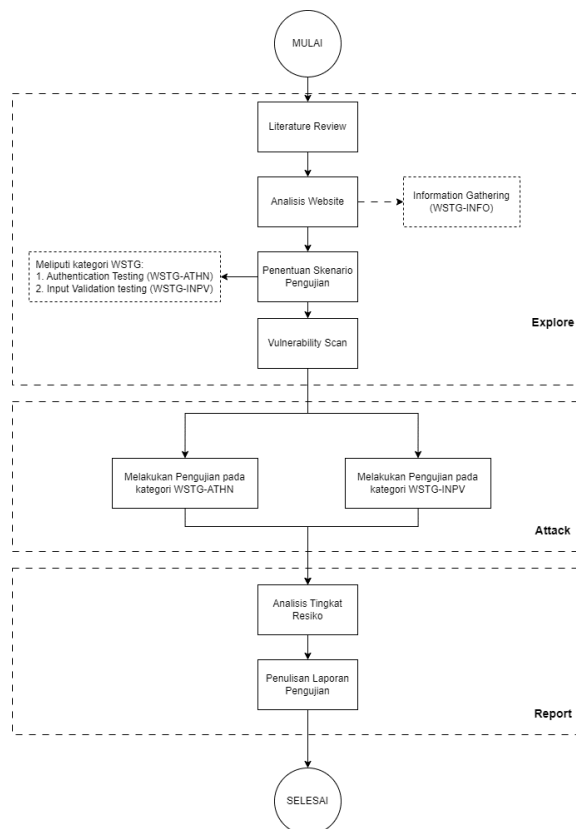 MULAI
Literature Review
Analisis Website
Information Gathering
(WSTG-INFO)
Meliputi kategori WSTG:
1. Authentication Testing (WSTG-ATHN)
2. Input Validation testing (WSTG-INPV)
Penentuan Skenario
Pengujian
Explore
Vulnerability Scan
Melakukan Pengujian pada
kategori WSTG-ATHN
Melakukan Pengujian pada
kategori WSTG-INPV
Attack
Analisis Tingkat
Resiko
Penulisan Laporan
Pengujian
Report
SELESAI